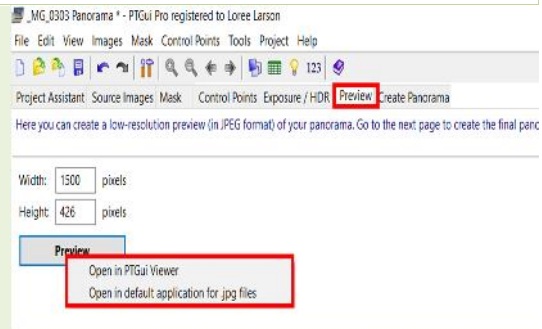 _MG_0303 Panorama * - PTGui Pro registered to Loree Larson
File Edit View Images Mask Control Points Tools Project Help
123
Project Assistant Source Images Mask Control Points Exposure / HDR Preview Create Panorama
Here you can create a low-resolution preview (in JPEG format) of your panorama. Go to the next page to create the final
Width: 1500 pixels
Height: 426 pixels
Preview
Open in PTGui Viewer
Open in default application for .jpg files